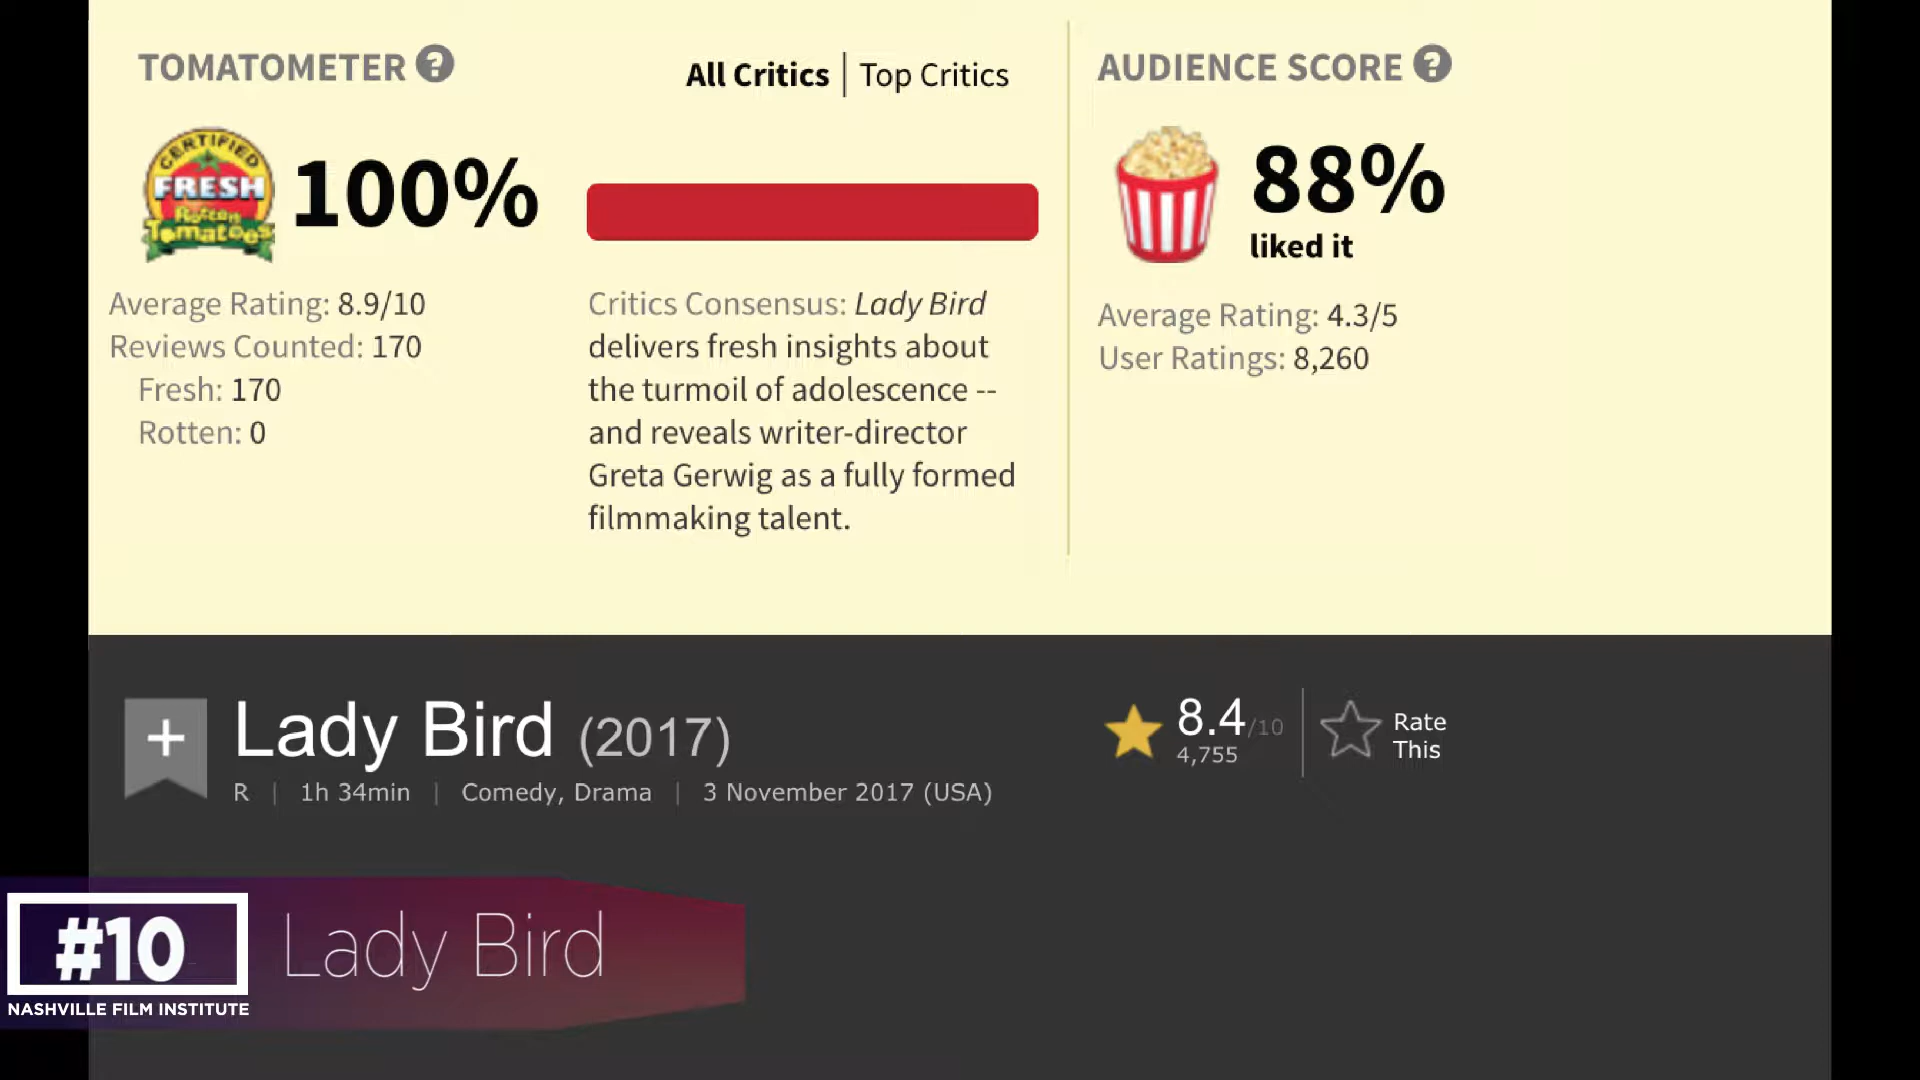 TOMATOMETER ?
All Critics | Top Critics
CERTIFIED
FRESH
Rotten
Tomatoes
100%
Average Rating: 8.9/10
Reviews Counted: 170
Fresh: 170
Rotten: 0
Critics Consensus: Lady Bird
delivers fresh insights about
the turmoil of adolescence --
and reveals writer-director
Greta Gerwig as a fully formed
filmmaking talent.
AUDIENCE SCORE ?
88%
liked it
Average Rating: 4.3/5
User Ratings: 8,260
+ Lady Bird (2017)
R | 1h 34min | Comedy, Drama | 3 November 2017 (USA)
8.4/10
4,755
Rate
This
#10
NASHVILLE FILM INSTITUTE
Lady Bird